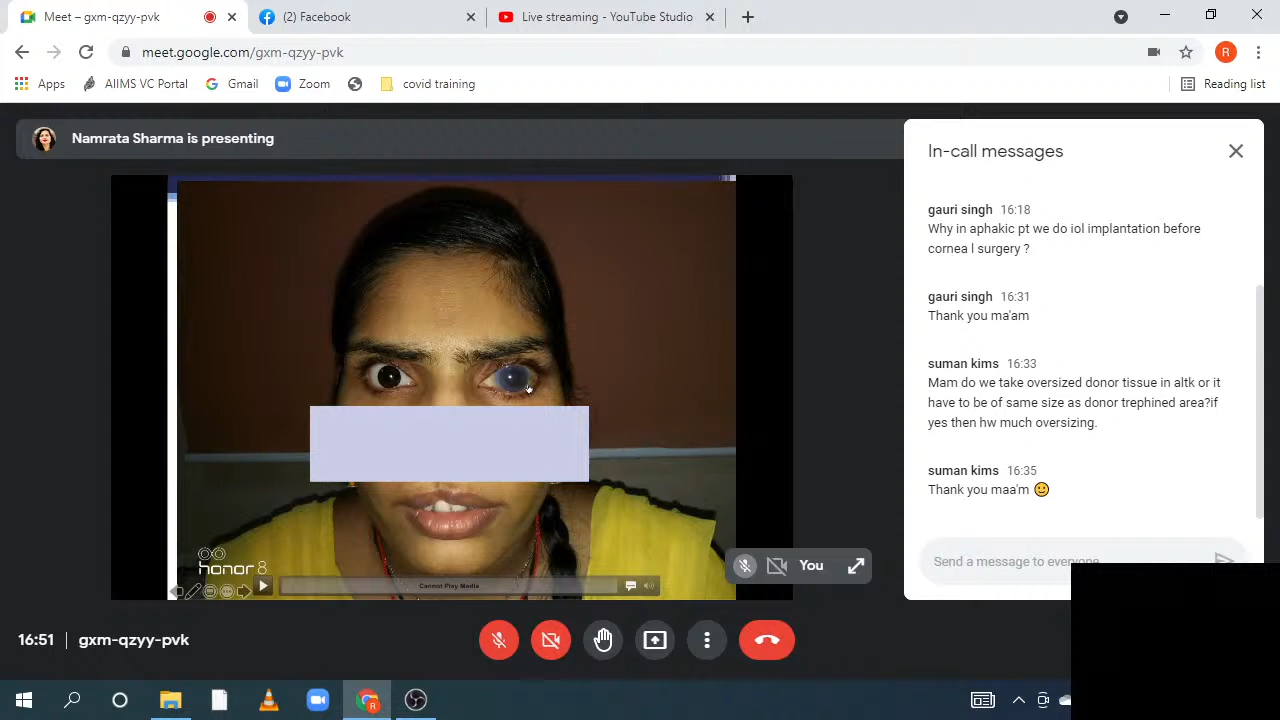 Meet – gxm-qzyy-pvk
(2) Facebook
Live streaming - YouTube Studio
meet.google.com/gxm-qzyy-pvk
R
Apps
AIIMS VC Portal
Gmail
Zoom
covid training
Reading list
Namrata Sharma is presenting
In-call messages
gauri singh 16:18
Why in aphakic pt we do iol implantation before
cornea l surgery ?
gauri singh 16:31
Thank you ma'am
suman kims 16:33
Mam do we take oversized donor tissue in altk or it
have to be of same size as donor trephined area?if
yes then hw much oversizing.
suman kims 16:35
Thank you maa'm
Send a message to everyone
honor 8
Cannot Play Media
You
16:51 | gxm-qzyy-pvk
R